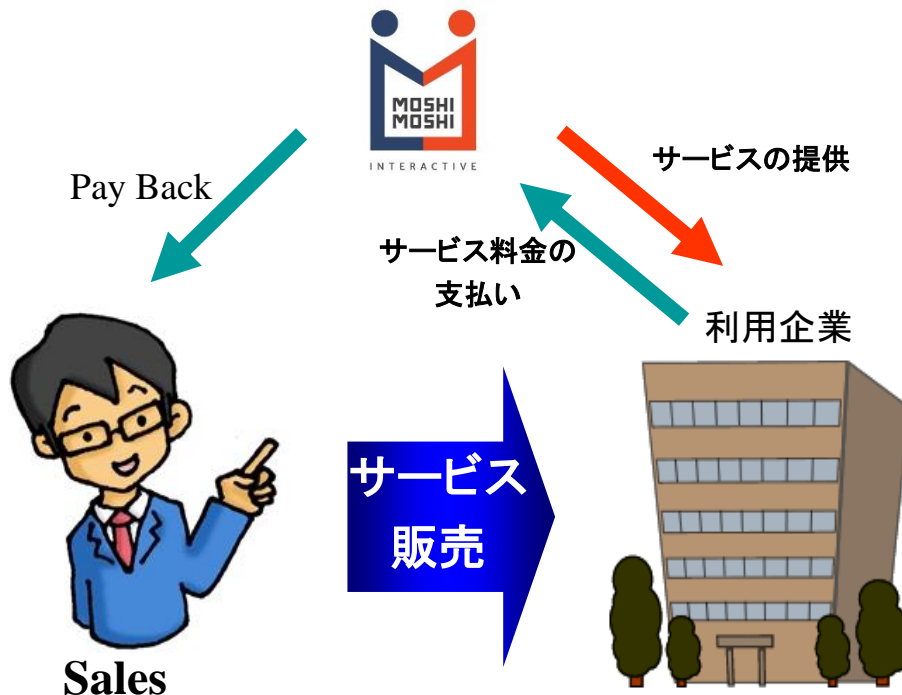 MOSHI
MOSHI
INTERACTIVE
Pay Back
サービスの提供
サービス料金の
支払い
利用企業
サービス
販売
Sales